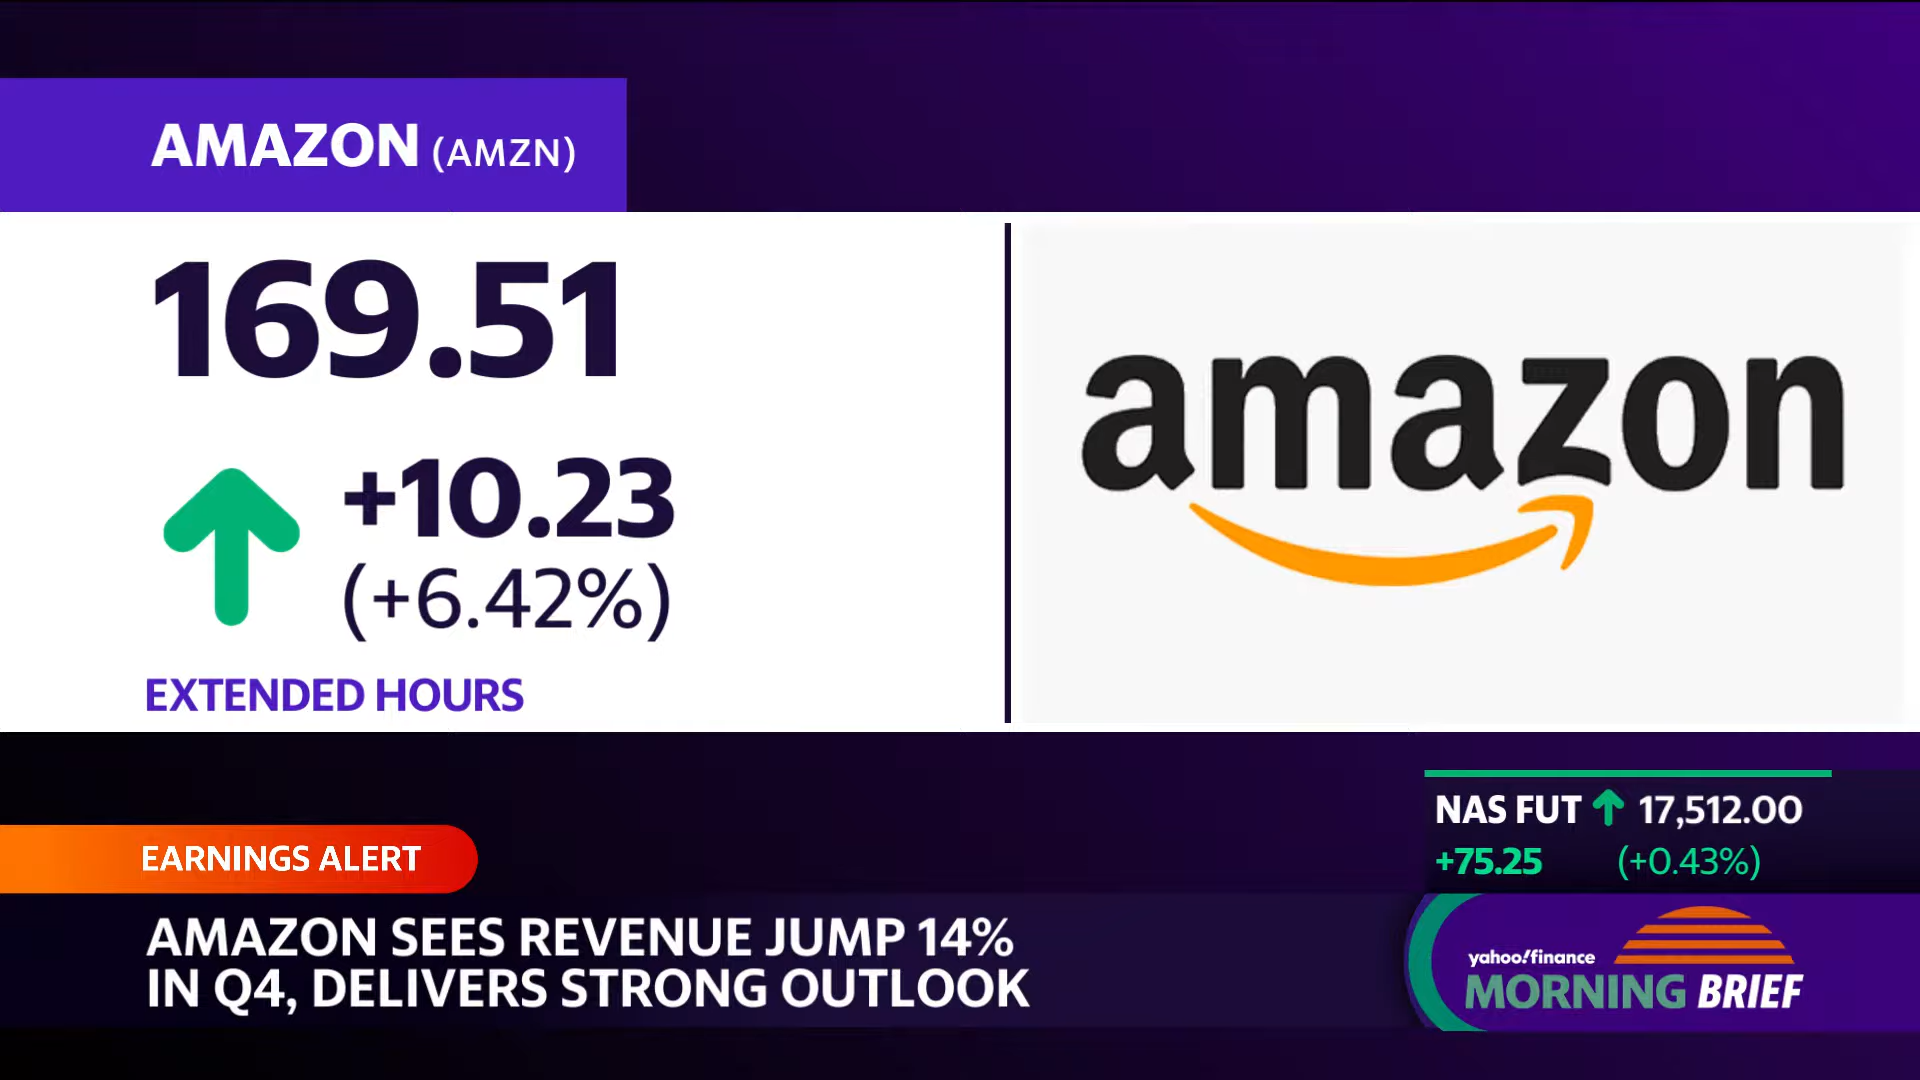 AMAZON (AMZN)
169.51
+10.23
(+6.42%)
EXTENDED HOURS
amazon
NAS FUT 17,512.00
+75.25 (+0.43%)
EARNINGS ALERT
AMAZON SEES REVENUE JUMP 14%
IN Q4, DELIVERS STRONG OUTLOOK
yahoo!finance
MORNING BRIEF